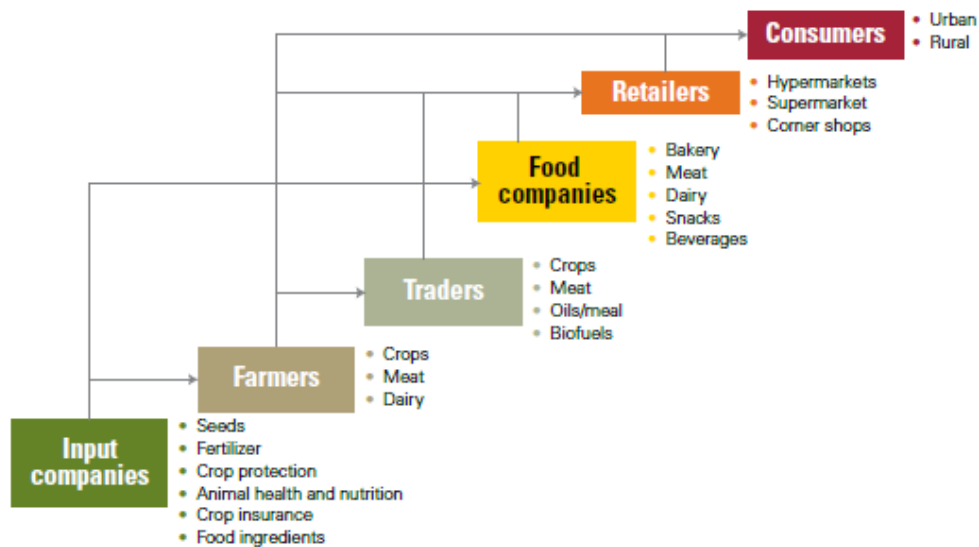 Consumers
• Urban
• Rural
Retailers
• Hypermarkets
• Supermarket
• Corner shops
Food
companies
• Bakery
• Meat
• Dairy
• Snacks
• Beverages
Traders
• Crops
• Meat
• Oils/meal
• Biofuels
Farmers
• Crops
• Meat
• Dairy
Input
companies
• Seeds
• Fertilizer
• Crop protection
• Animal health and nutrition
• Crop insurance
• Food ingredients